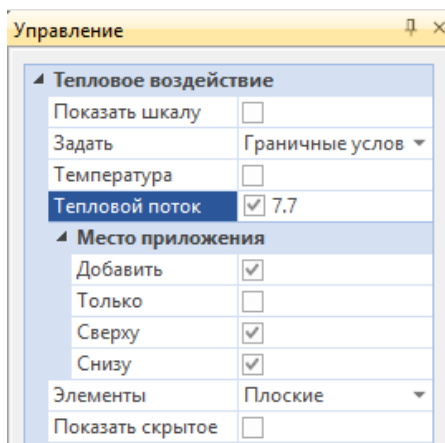 Управление
Тепловое воздействие
Показать шкалу
Задать Граничные услов
Температура
Тепловой поток 7.7
Место приложения
Добавить
Только
Сверху
Снизу
Элементы Плоские
Показать скрытое